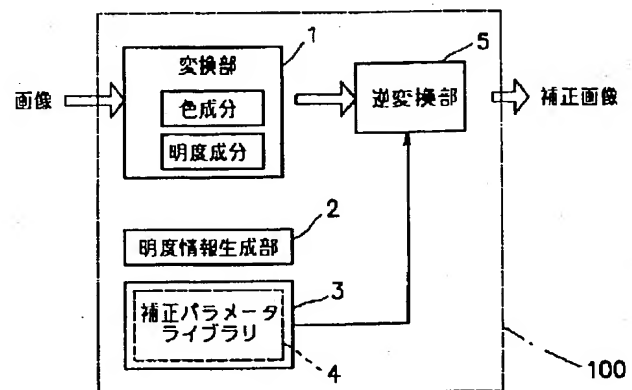 1
5
変換部
画像
色成分
明度成分
逆変換部
補正画像
2
明度情報生成部
3
補正パラメータ
ライブラリ
4
100